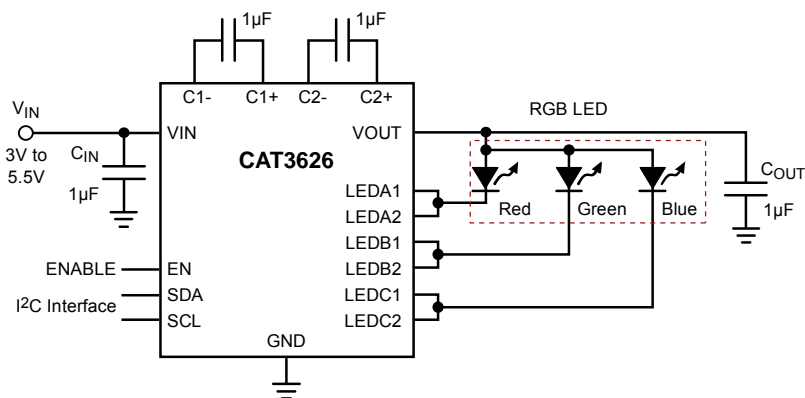 1µF
1µF
C1-
C1+
C2-
C2+
VIN
3V to
5.5V
CIN
1µF
VIN
CAT3626
VOUT
RGB LED
LEDA1
LEDA2
LEDB1
LEDB2
LEDC1
LEDC2
Red
Green
Blue
COUT
1µF
ENABLE
I2C Interface
EN
SDA
SCL
GND